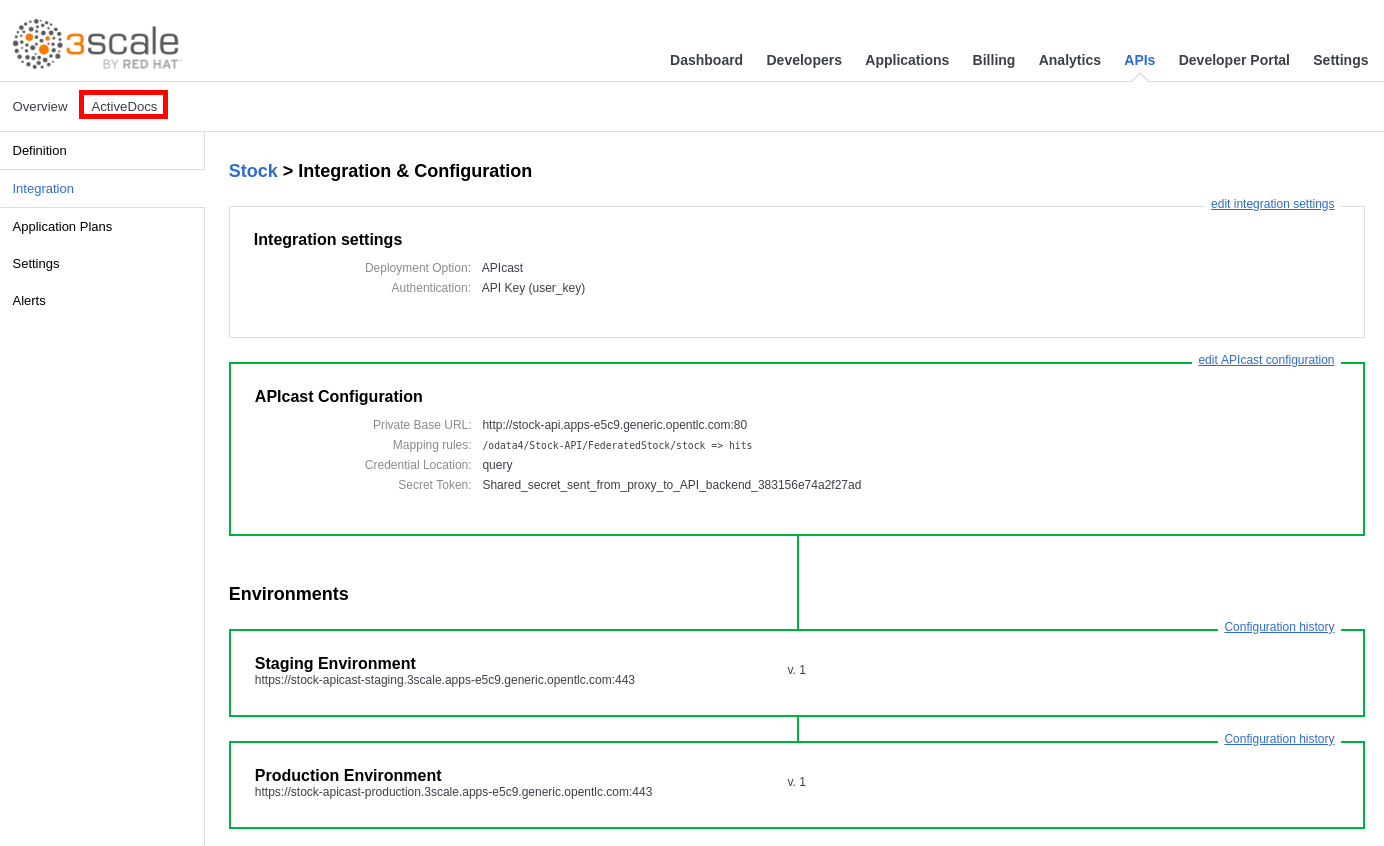 3scale
BY RED HAT
Dashboard Developers Applications Billing Analytics APIs Developer Portal Settings
Overview ActiveDocs
Definition
Integration
Application Plans
Settings
Alerts
Stock > Integration & Configuration
edit integration settings
Integration settings
Deployment Option: APIcast
Authentication: API Key (user_key)
edit APIcast configuration
APIcast Configuration
Private Base URL: http://stock-api.apps-e5c9.generic.opentlc.com:80
Mapping rules: /odata4/Stock-API/FederatedStock/stock => hits
Credential Location: query
Secret Token: Shared_secret_sent_from_proxy_to_API_backend_383156e74a2f27ad
Environments
Configuration history
Staging Environment
https://stock-apicast-staging.3scale.apps-e5c9.generic.opentlc.com:443
v. 1
Configuration history
Production Environment
https://stock-apicast-production.3scale.apps-e5c9.generic.opentlc.com:443
v. 1